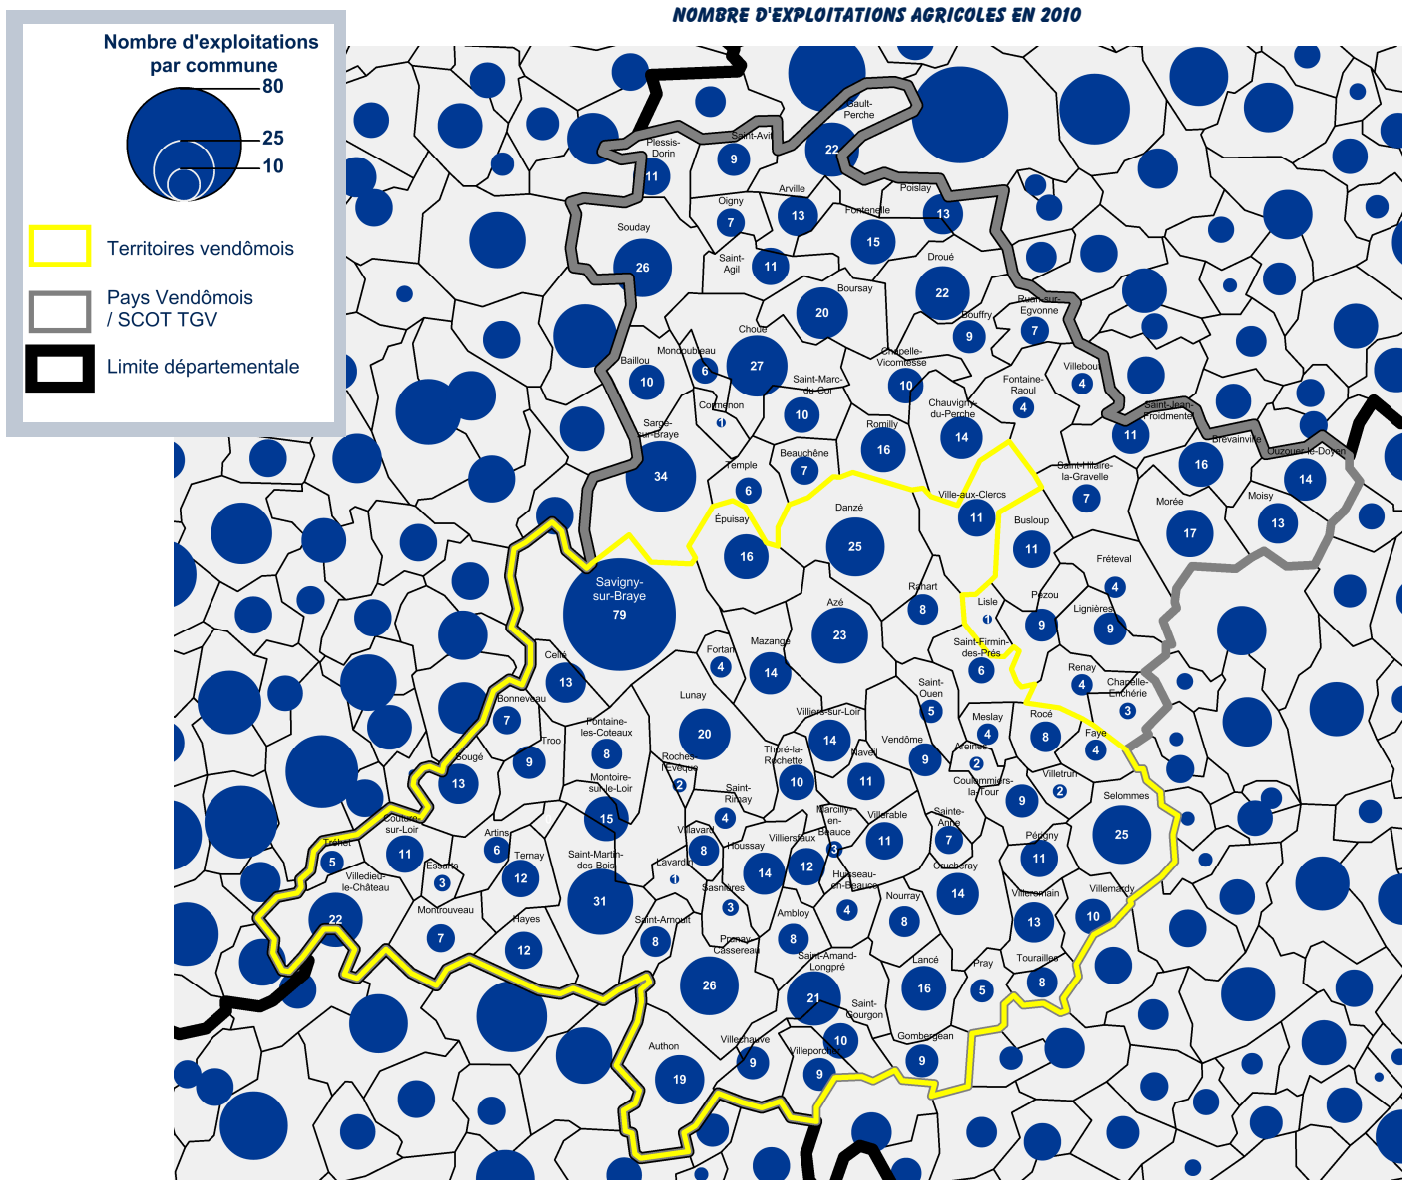 NOMBRE D'EXPLOITATIONS AGRICOLES EN 2010
Nombre d'exploitations
par commune
80
25
10
Territoires vendômois
Pays Vendômois
/ SCOT TGV
Limite départementale
Gault-
Perche
22
Saint-Avit
9
Plessis-
Dorin
11
Arville
13
Poislay
13
Oigny
7
Fontenelle
15
Souday
26
Saint-
Agil
11
Droué
22
Boursay
20
Ruan-sur-
Egvonne
7
Bouffry
9
Choue
27
Mondoubleau
6
Baillou
10
Chapelle-
Vicomtesse
10
Villebout
4
Fontaine-
Raoul
4
Saint-Marc-
du-Cor
10
Cormenon
1
Chauvigny-
du-Perche
14
Saint-Jean-
Froidmentel
11
Sargé-
sur-Braye
34
Romilly
16
Brévainville
16
Ouzouer-le-Doyen
14
Beauchêne
7
Temple
6
Saint-Hilaire-
la-Gravelle
7
Ville-aux-Clercs
11
Morée
17
Moisy
13
Danzé
25
Épuisay
16
Busloup
11
Fréteval
4
Savigny-
sur-Braye
79
Rahart
8
Lisle
1
Pezou
9
Lignières
9
Azé
23
Mazangé
14
Fortan
4
Saint-Firmin-
des-Prés
6
Cellé
13
Renay
4
Chapelle-
Enchérie
3
Saint-
Ouen
5
Bonneveau
7
Lunay
20
Villiers-sur-Loir
14
Meslay
4
Rocé
8
Faye
4
Fontaine-
les-Coteaux
8
Troo
9
Vendôme
9
Areines
2
Thoré-la-
Rochette
10
Naveil
11
Roches-
l'Evêque
2
Sougé
13
Coulommiers-
la-Tour
9
Villetrun
2
Selommes
25
Montoire-
sur-le-Loir
15
Saint-
Rimay
4
Marcilly-
en-
Beauce
3
Villerable
11
Sainte-
Anne
7
Couture-
sur-Loir
11
Artins
6
Villavard
8
Houssay
14
Villiersfaux
12
Périgny
11
Tréhet
5
Ternay
12
Saint-Martin-
des-Bois
31
Lavardin
1
Essarts
3
Villedieu-
le-Château
22
Sasnières
3
Huisseau-
en-Beauce
4
Crucheray
14
Villeromain
13
Villemardy
10
Nourray
8
Montrouveau
7
Hayes
12
Saint-Arnoult
8
Ambloy
8
Prunay-
Cassereau
26
Saint-Amand-
Longpré
21
Lancé
16
Pray
5
Tourailles
8
Saint-
Gourgon
10
Authon
19
Villechauve
9
Villeporcher
9
Gombergean
9